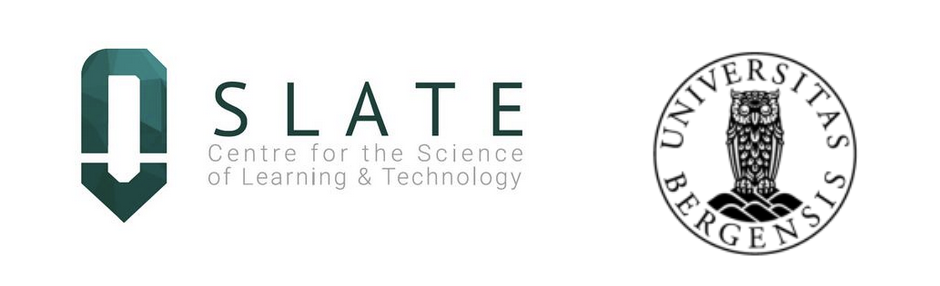 SLATE
Centre for the Science
of Learning & Technology
UNIVERSITAS
BERGENSIS